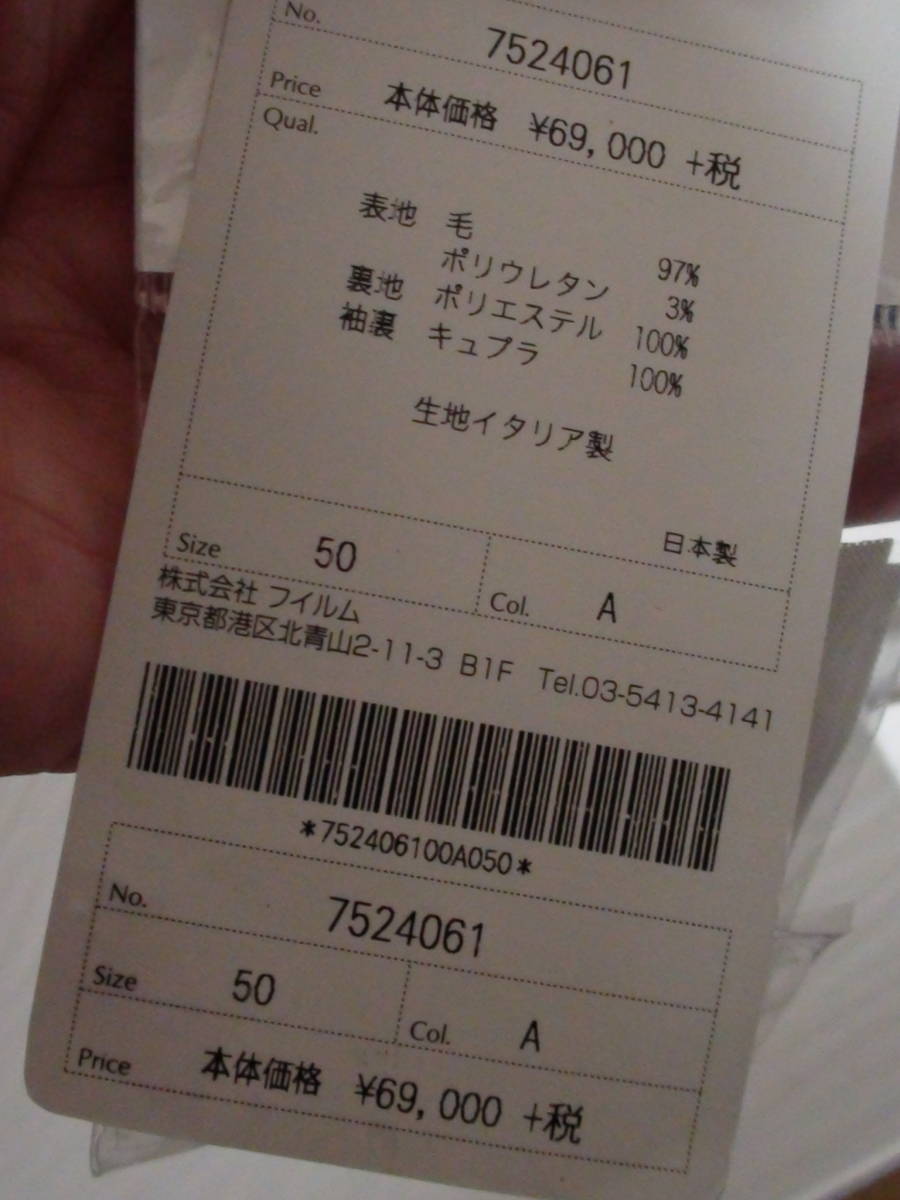 No. 7524061
Price 本体価格 ¥69,000 +税
Qual.
表地 毛 97%
ポリウレタン 3%
裏地 ポリエステル 100%
袖裏 キュプラ 100%
生地イタリア製
日本製
Size 50 Col. A
株式会社 フイルム
東京都港区北青山2-11-3 B1F Tel.03-5413-4141
*752406100A050*
No. 7524061
Size 50 Col. A
Price 本体価格 ¥69,000 +税